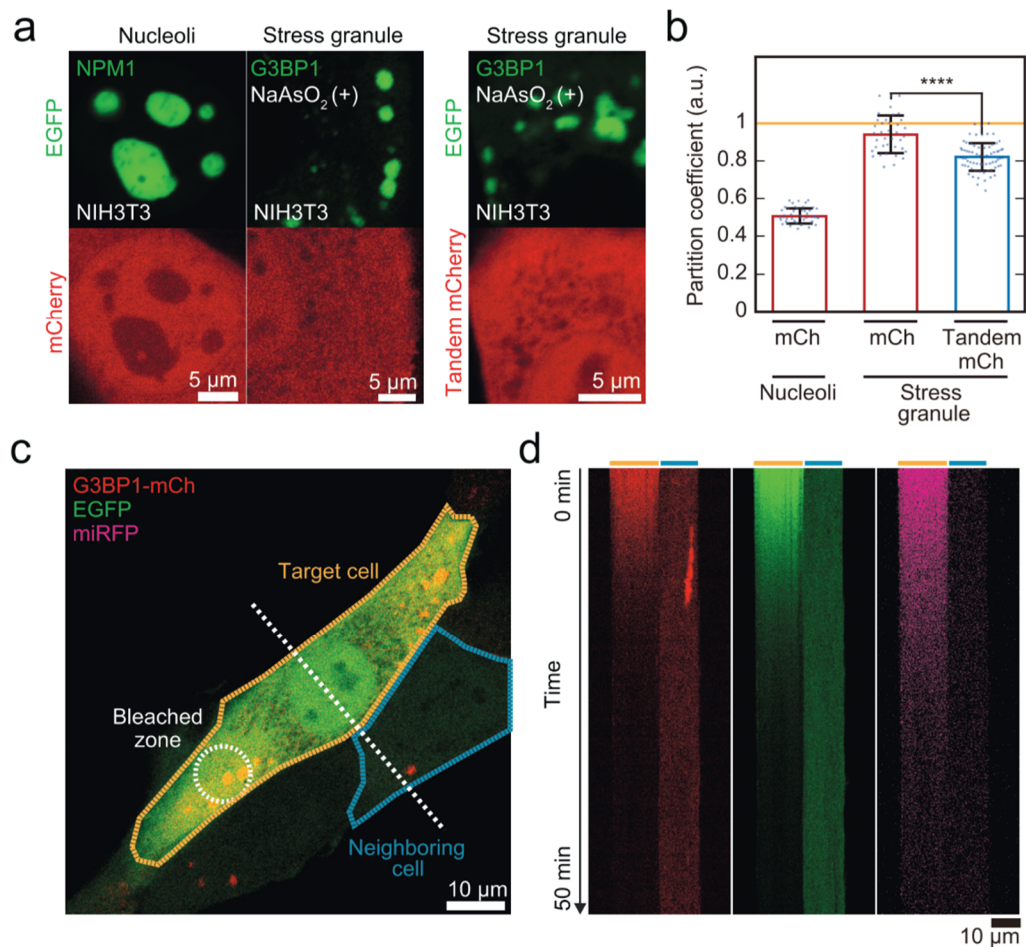 a
Nucleoli
Stress granule
Stress granule
EGFP
NPM1
NIH3T3
G3BP1
NaAsO2 (+)
NIH3T3
EGFP
G3BP1
NaAsO2 (+)
NIH3T3
mCherry
5 μm
5 μm
Tandem mCherry
5 μm
b
Partition coefficient (a.u.)
1
0.8
0.6
0.4
0.2
0
****
mCh
mCh
Tandem
mCh
Nucleoli
Stress
granule
c
G3BP1-mCh
EGFP
miRFP
Target cell
Bleached
zone
Neighboring
cell
10 μm
d
0 min
Time
50 min
10 μm